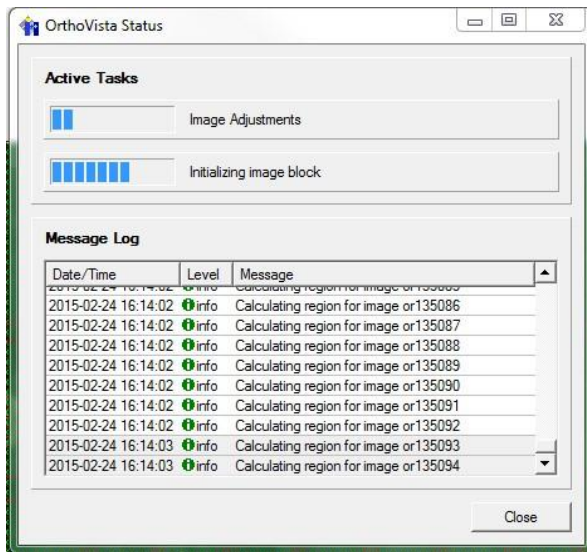 OrthoVista Status
Active Tasks
Image Adjustments
Initializing image block
Message Log
Date/Time Level Message
2015-02-24 16:14:02 info Calculating region for image or135086
2015-02-24 16:14:02 info Calculating region for image or135087
2015-02-24 16:14:02 info Calculating region for image or135088
2015-02-24 16:14:02 info Calculating region for image or135089
2015-02-24 16:14:02 info Calculating region for image or135090
2015-02-24 16:14:02 info Calculating region for image or135091
2015-02-24 16:14:02 info Calculating region for image or135092
2015-02-24 16:14:03 info Calculating region for image or135093
2015-02-24 16:14:03 info Calculating region for image or135094
Close